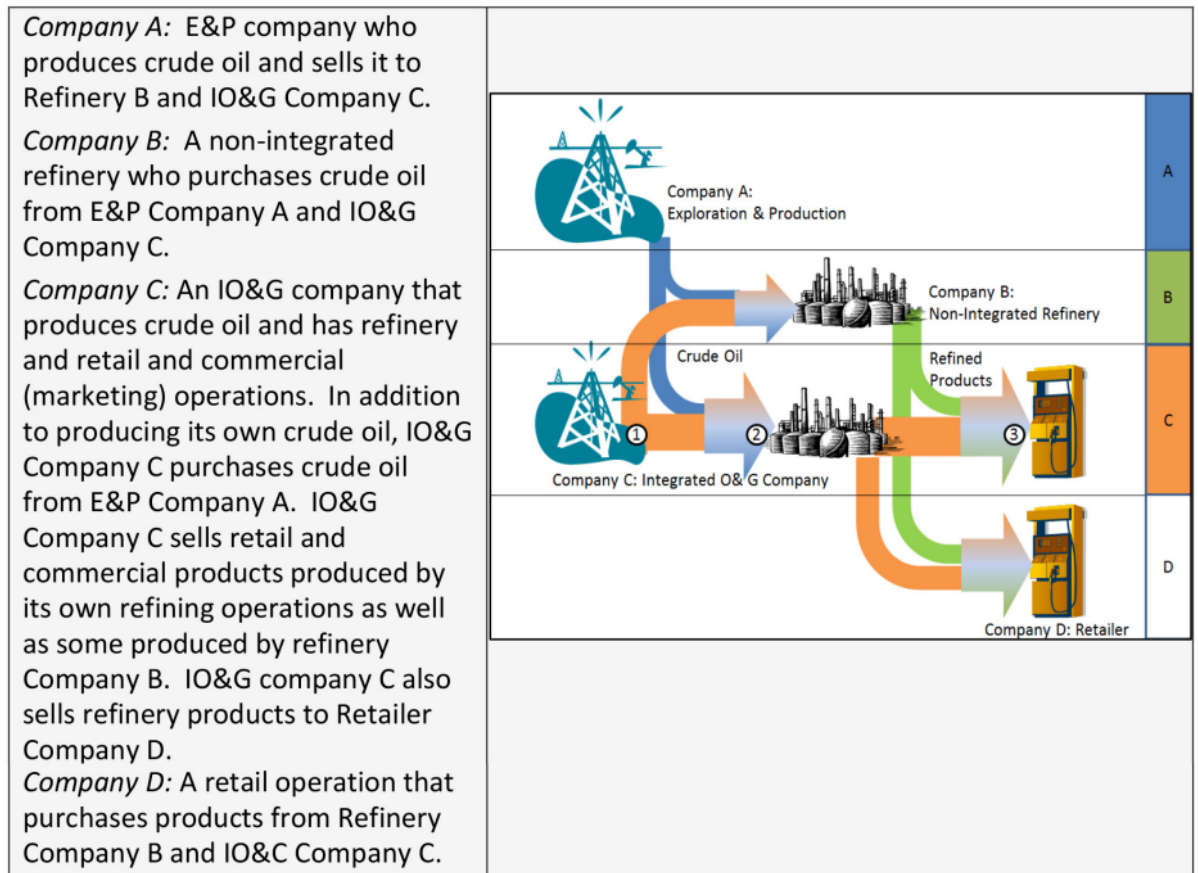 Company A: E&P company who
produces crude oil and sells it to
Refinery B and IO&G Company C.
Company B: A non-integrated
refinery who purchases crude oil
from E&P Company A and IO&G
Company C.
Company C: An IO&G company that
produces crude oil and has refinery
and retail and commercial
(marketing) operations. In addition
to producing its own crude oil, IO&G
Company C purchases crude oil
from E&P Company A. IO&G
Company C sells retail and
commercial products produced by
its own refining operations as well
as some produced by refinery
Company B. IO&G company C also
sells refinery products to Retailer
Company D.
Company D: A retail operation that
purchases products from Refinery
Company B and IO&C Company C.
Company A:
Exploration & Production
A
Company B:
Non-Integrated Refinery
B
Crude Oil
Refined
Products
1
2
3
C
Company C: Integrated O& G Company
D
Company D: Retailer